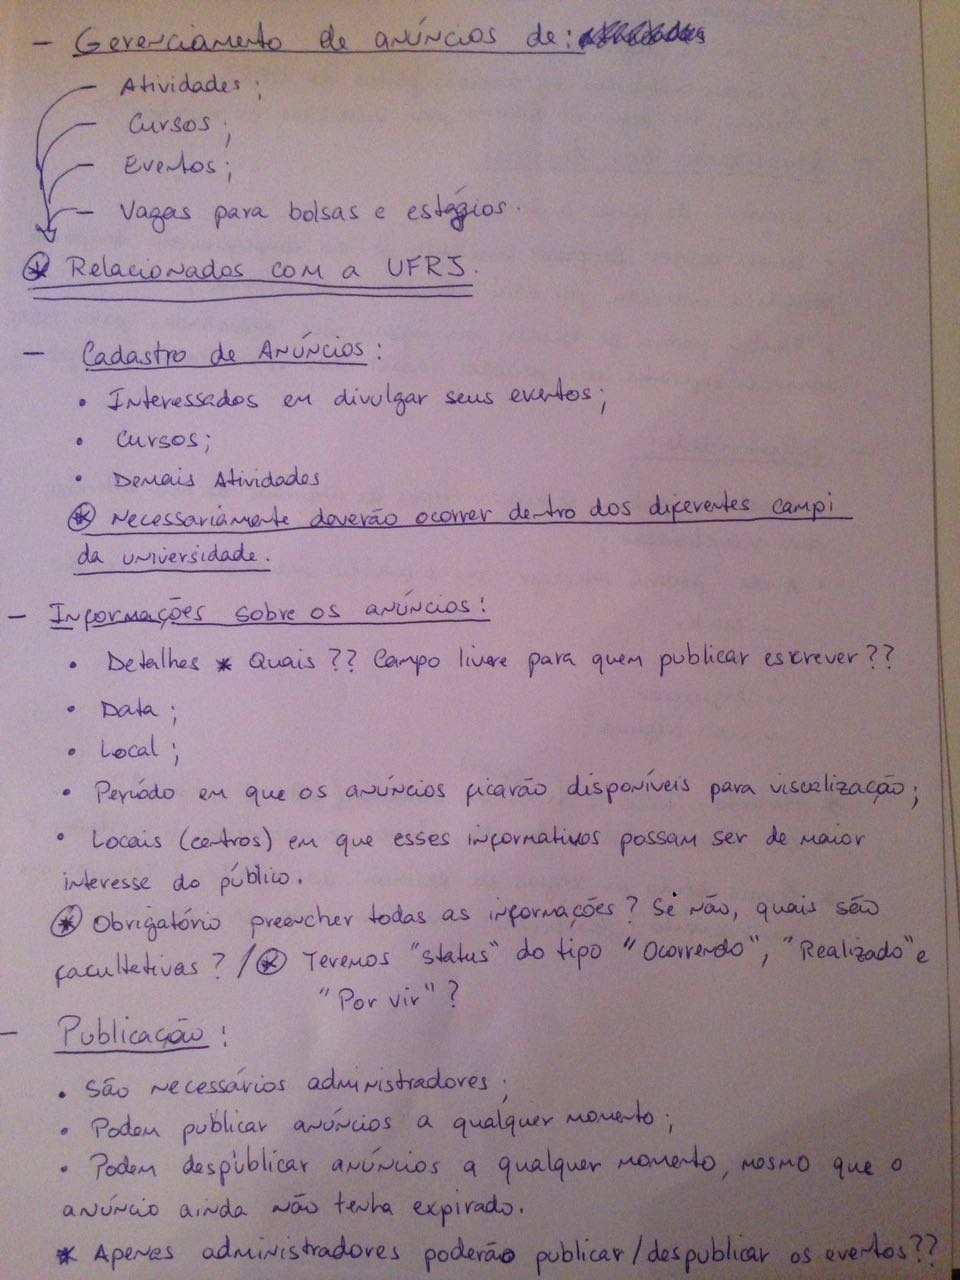 - Gerenciamento de anúncios de:
- Atividades;
- Cursos;
- Eventos;
- Vagas para bolsas e estágios.
* Relacionados com a UFRJ.
- Cadastro de Anúncios:
• Interessados em divulgar seus eventos;
• Cursos;
• Demais Atividades
* Necessariamente deverão ocorrer dentro dos diferentes campi
da universidade.
- Informações sobre os anúncios:
• Detalhes * Quais ?? Campo livre para quem publicar escrever??
• Data;
• Local;
• Período em que os anúncios ficarão disponíveis para visualização;
• Locais (centros) em que esses informativos possam ser de maior
interesse do público.
* Obrigatório preencher todas as informações? Se não, quais são
facultativas? / * Teremos "status" do tipo "Ocorrendo", "Realizado" e
"Por vir"?
- Publicação:
• São necessários administradores;
• Podem publicar anúncios a qualquer momento;
• Podem despublicar anúncios a qualquer momento, mesmo que o
anúncio ainda não tenha expirado.
* Apenas administradores poderão publicar/despublicar os eventos??